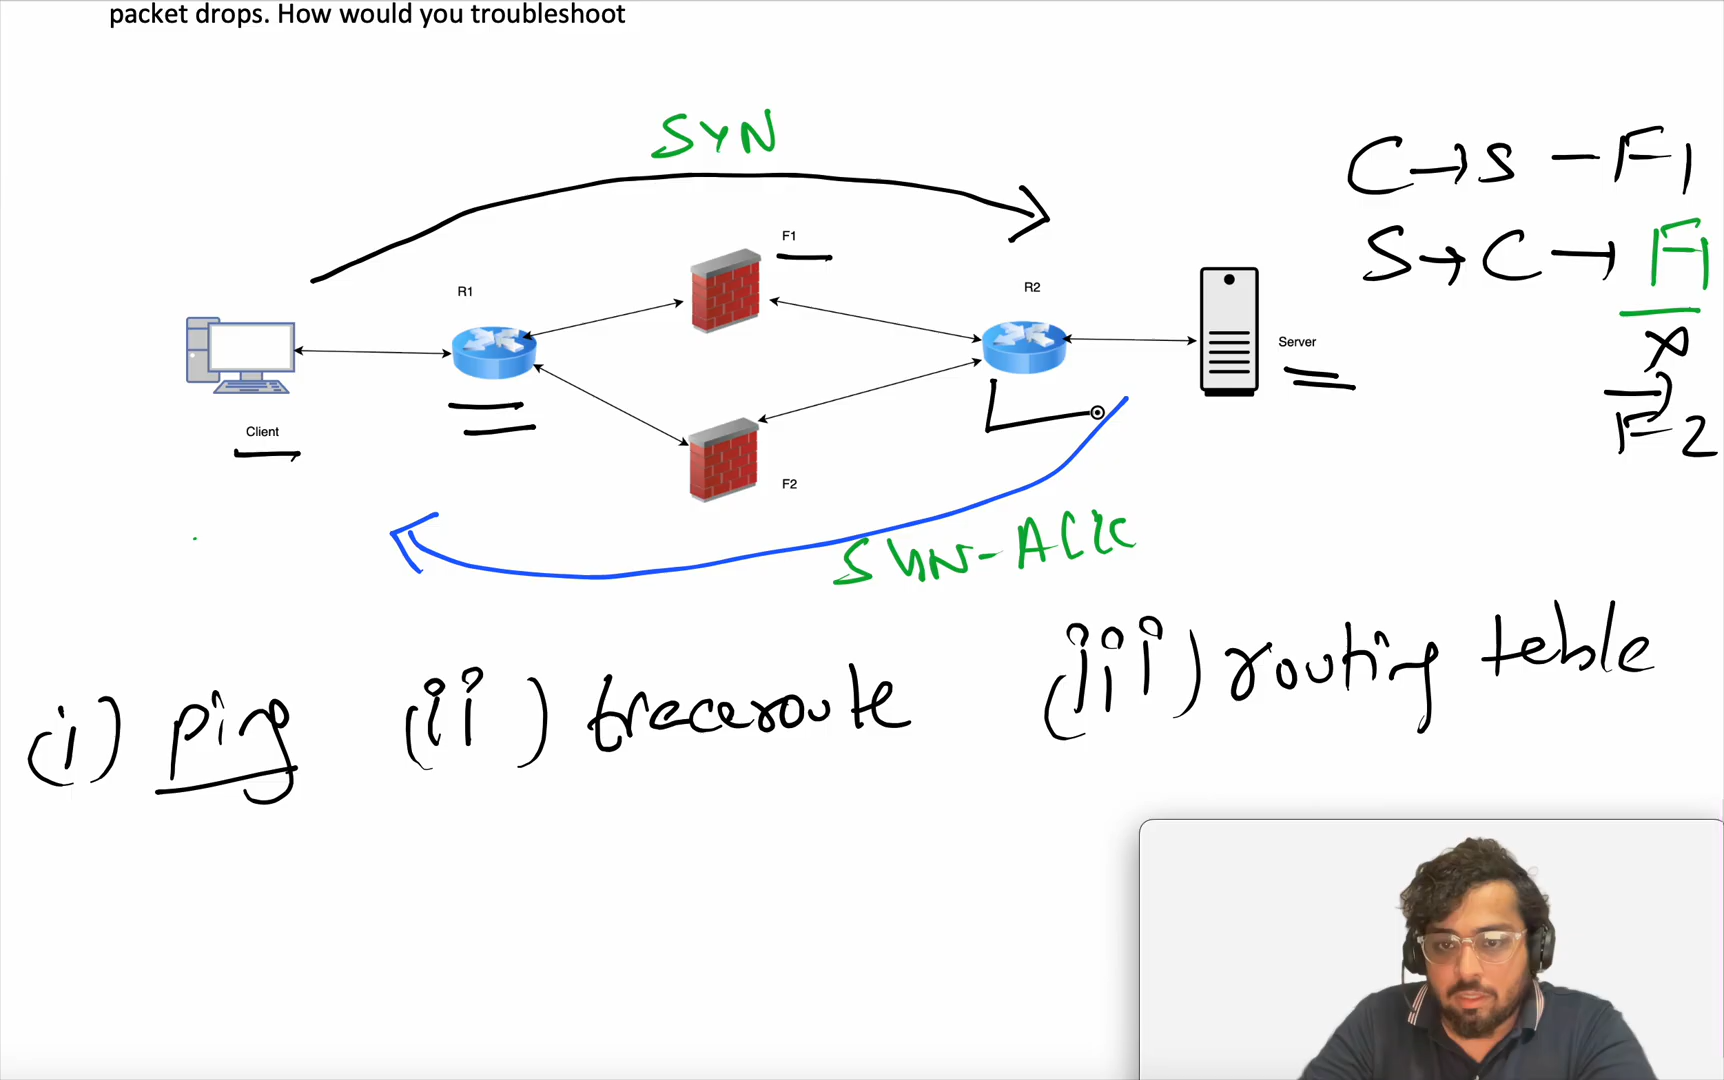 packet drops. How would you troubleshoot
SYN
C→S – F1
S→C → F1
x
F2
F1
R1
R2
Server
Client
F2
SYN-ACK
(i) ping (ii) traceroute (iii) routing table